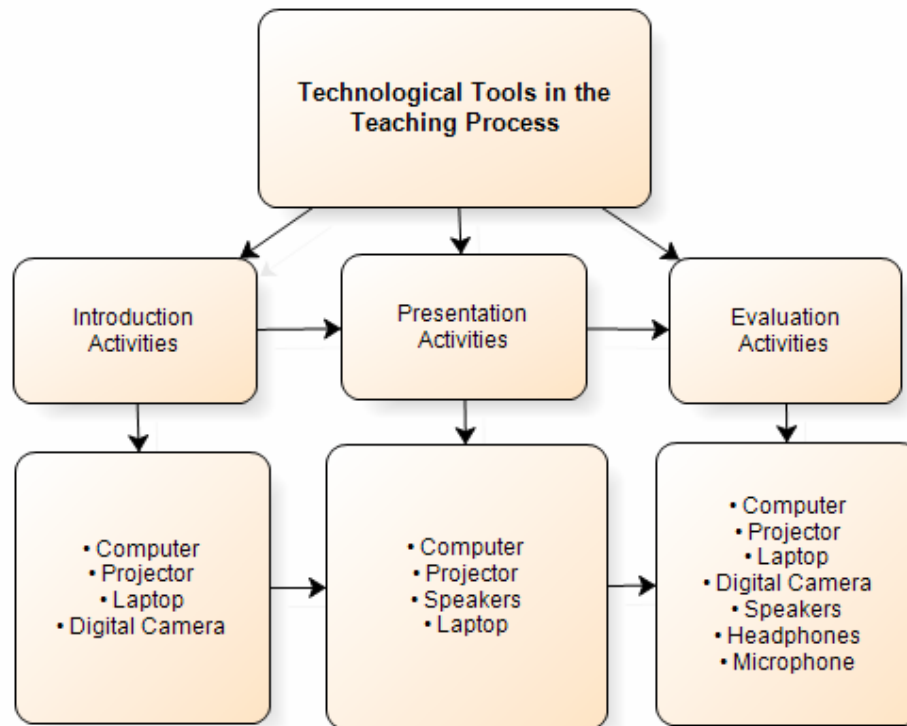 Technological Tools in the
Teaching Process
Introduction
Activities
Presentation
Activities
Evaluation
Activities
• Computer
• Projector
• Laptop
• Digital Camera
• Computer
• Projector
• Speakers
• Laptop
• Computer
• Projector
• Laptop
• Digital Camera
• Speakers
• Headphones
• Microphone